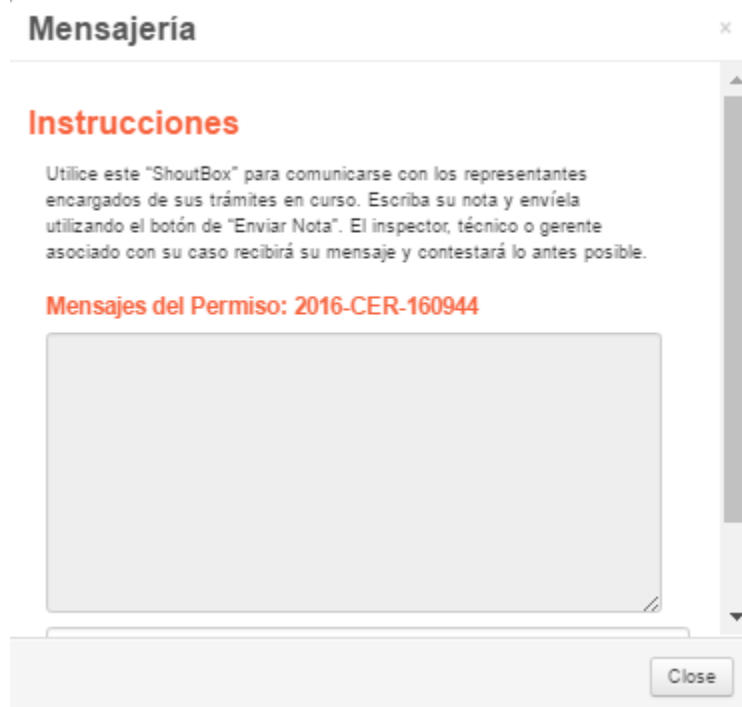 Mensajería
×
Instrucciones
Utilice este "ShoutBox" para comunicarse con los representantes
encargados de sus trámites en curso. Escriba su nota y envíela
utilizando el botón de "Enviar Nota". El inspector, técnico o gerente
asociado con su caso recibirá su mensaje y contestará lo antes posible.
Mensajes del Permiso: 2016-CER-160944
Close